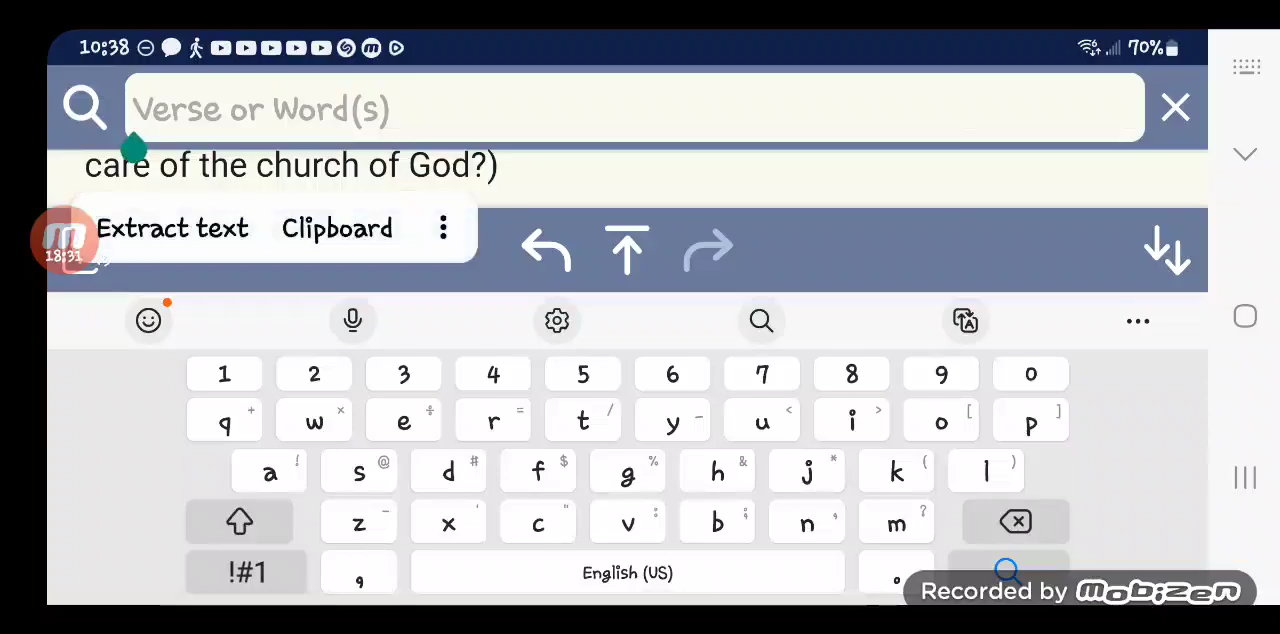 10:38 70%
Verse or Word(s)
care of the church of God?)
Extract text Clipboard
18:31
1 2 3 4 5 6 7 8 9 0
q + w × e ÷ r = t / y - u < i > o [ p ]
a ! s @ d # f $ g % h & j * k ( l )
z - x ' c " v : b ; n , m ?
!#1 , English (US) .
Recorded by mobizen